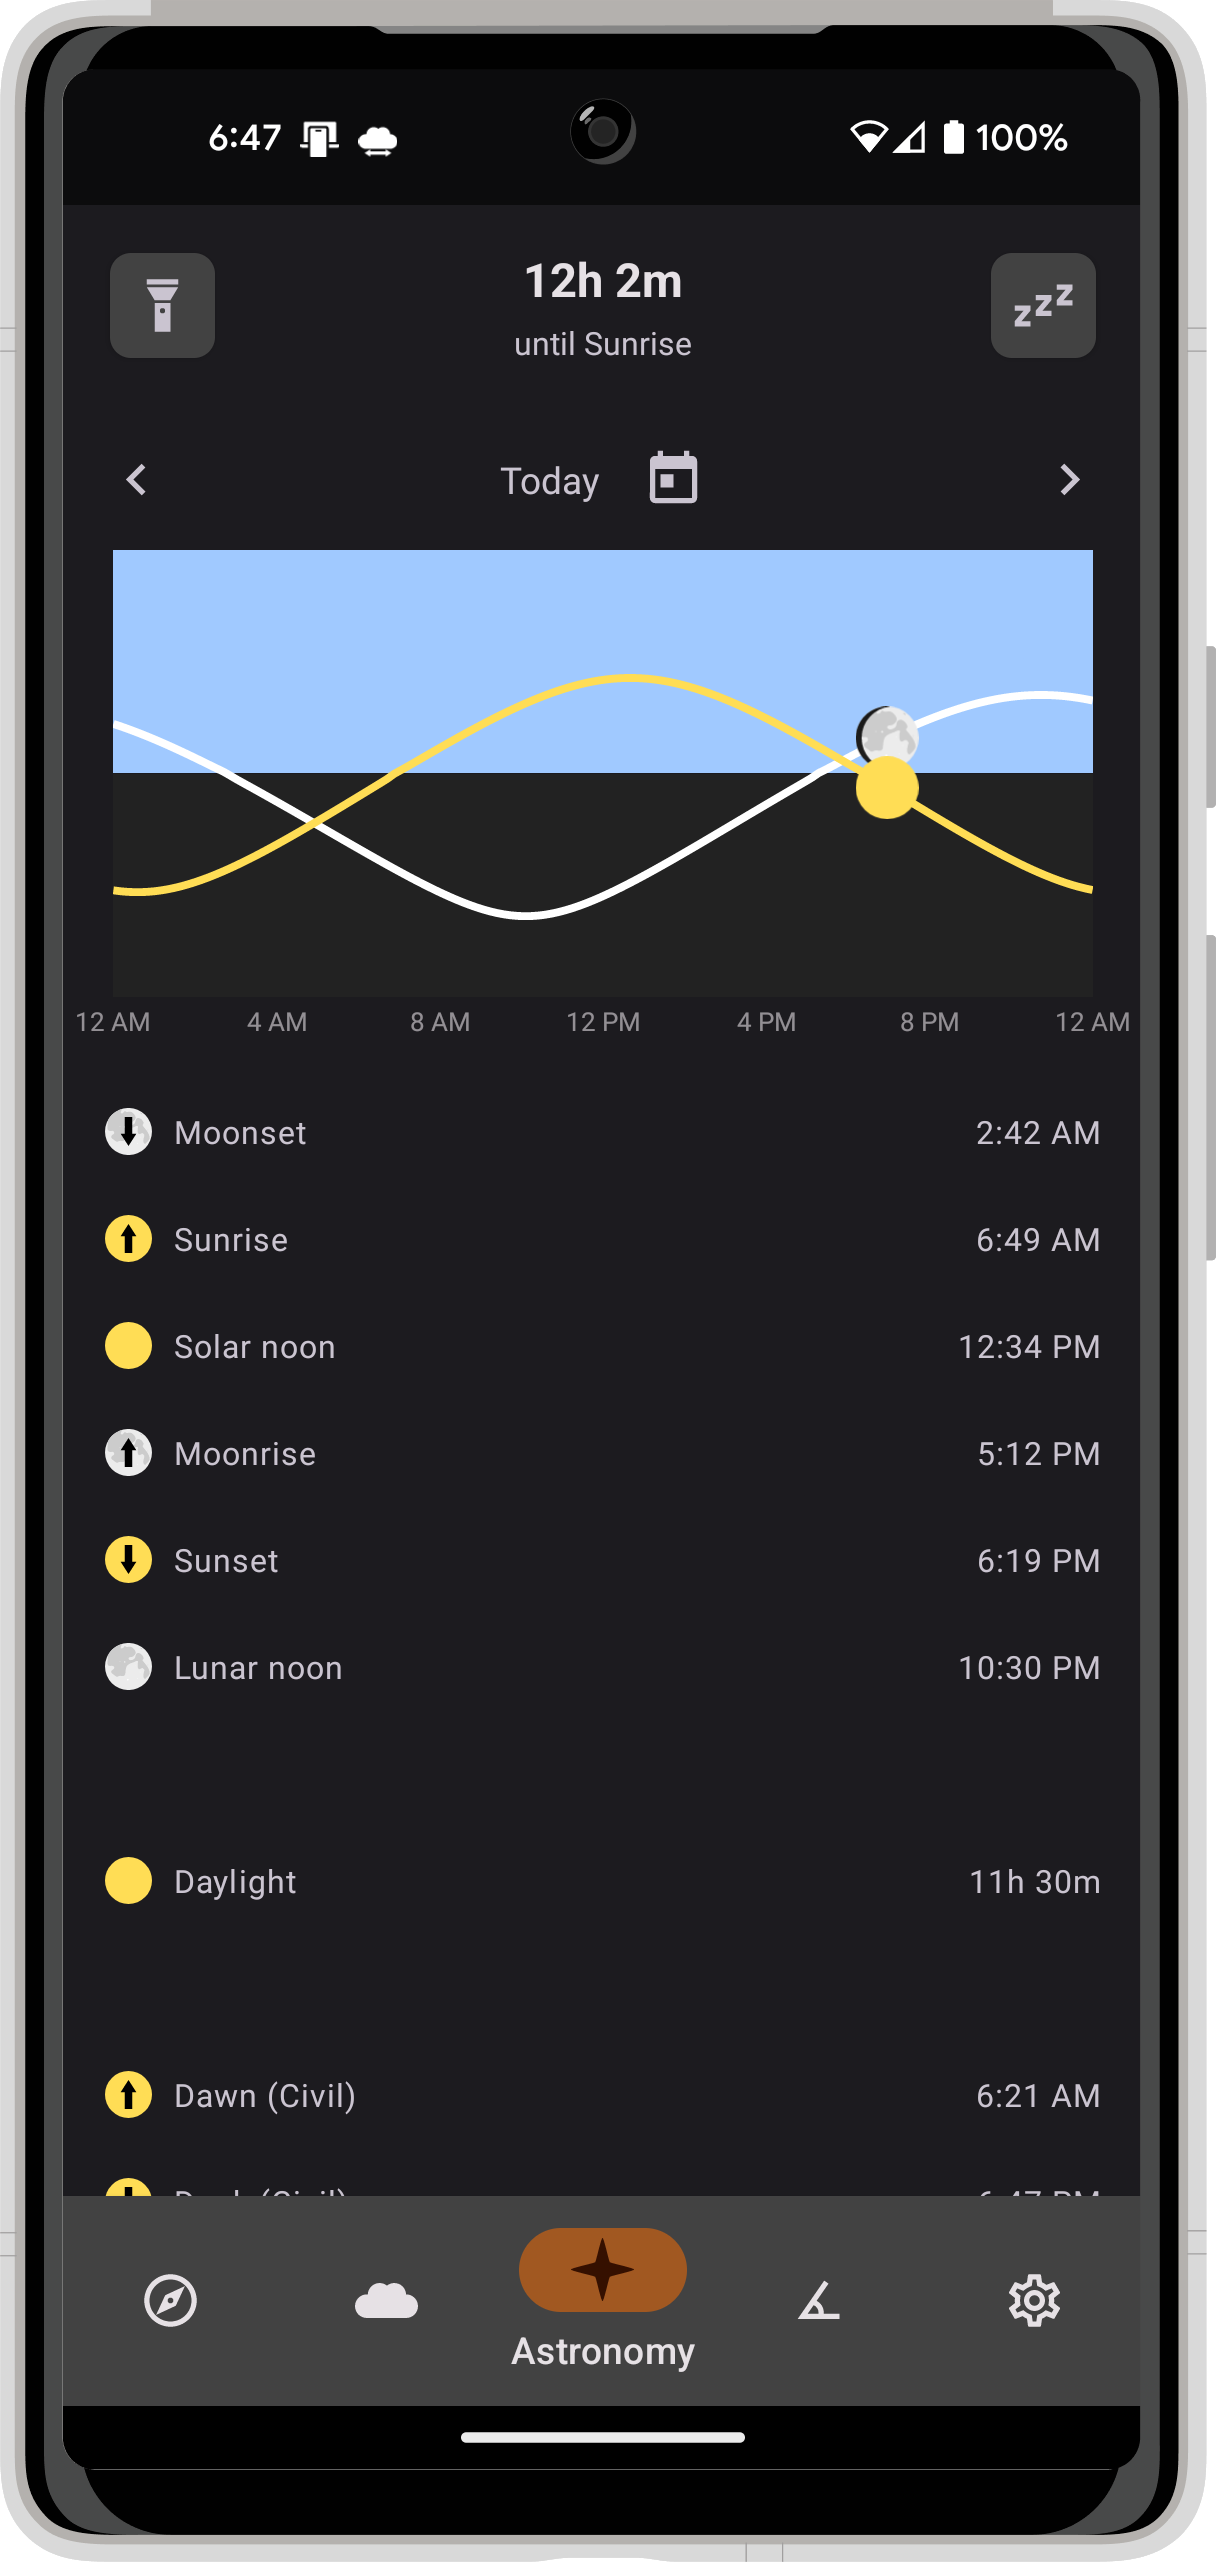 6:47 100%
12h 2m
zzz
until Sunrise
Today
12 AM 4 AM 8 AM 12 PM 4 PM 8 PM 12 AM
Moonset 2:42 AM
Sunrise 6:49 AM
Solar noon 12:34 PM
Moonrise 5:12 PM
Sunset 6:19 PM
Lunar noon 10:30 PM
Daylight 11h 30m
Dawn (Civil) 6:21 AM
Astronomy